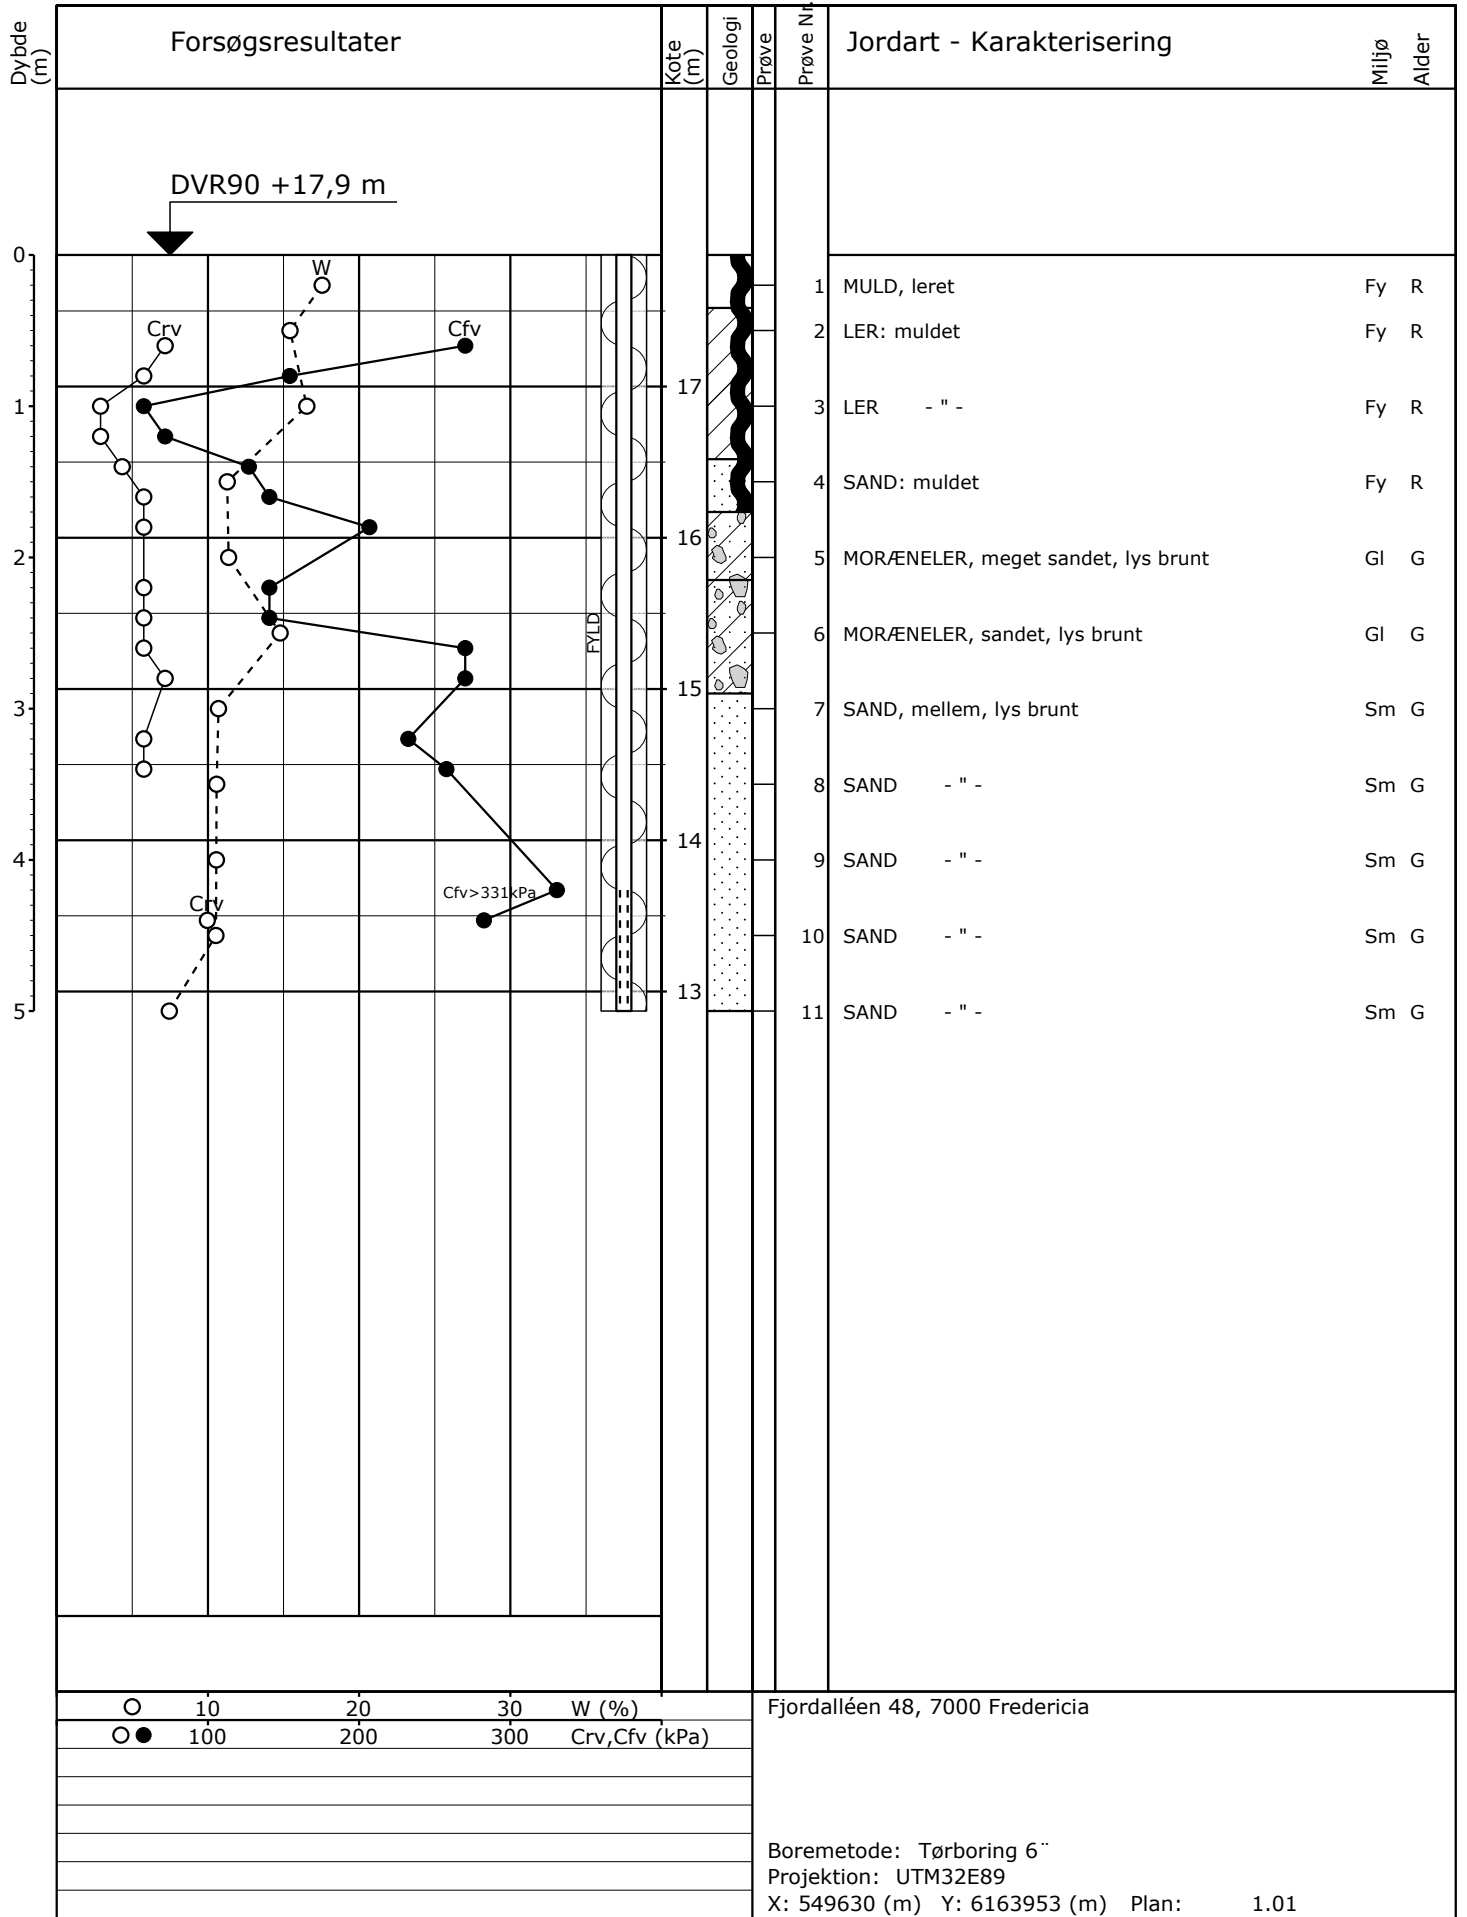 Dybde (m)
Forsøgsresultater
Kote (m)
Geologi
Prøve
Prøve Nr.
Jordart - Karakterisering
Miljø
Alder
DVR90 +17,9 m
0
W
1 MULD, leret Fy R
Crv
Cfv
2 LER: muldet Fy R
17
1
3 LER - " - Fy R
4 SAND: muldet Fy R
16
2
5 MORÆNELER, meget sandet, lys brunt Gl G
FYLD
6 MORÆNELER, sandet, lys brunt Gl G
15
3
7 SAND, mellem, lys brunt Sm G
8 SAND - " - Sm G
14
4
9 SAND - " - Sm G
Cfv>331kPa
Crv
10 SAND - " - Sm G
13
5
11 SAND - " - Sm G
10 20 30 W (%)
100 200 300 Crv,Cfv (kPa)
Fjordalléen 48, 7000 Fredericia
Boremetode: Tørboring 6¨
Projektion: UTM32E89
X: 549630 (m) Y: 6163953 (m) Plan: 1.01